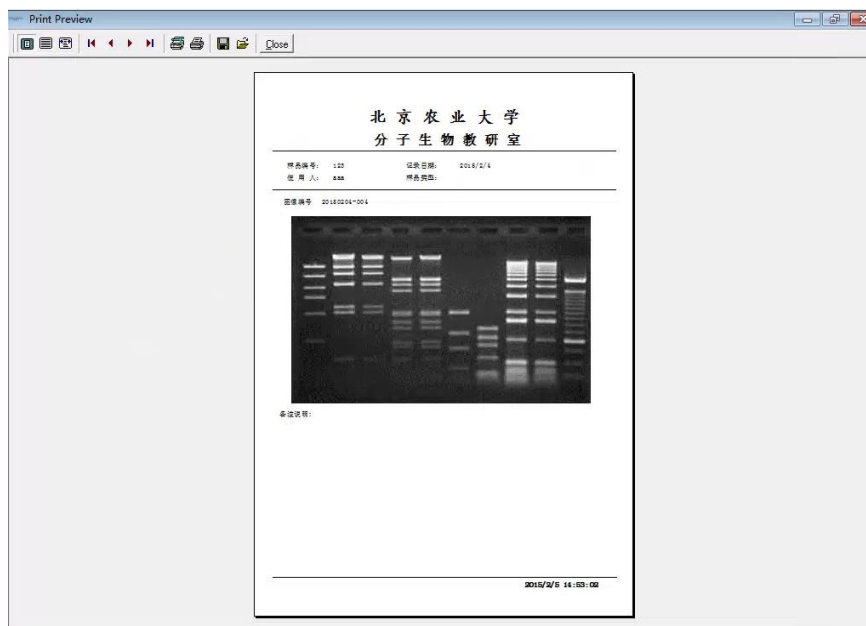 Print Preview
Close
北京农业大学
分子生物教研室
样品编号: 123 记录日期: 2015/2/4
使用人: aaa 样品类型:
图像编号 20150204-004
备注说明:
2015/2/5 14:53:02